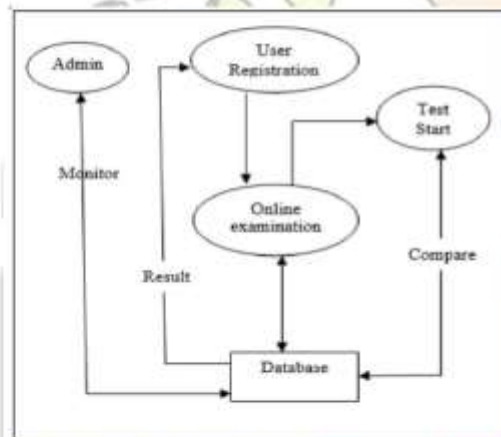 Admin
User
Registration
Test
Start
Monitor
Online
examination
Compare
Result
Database